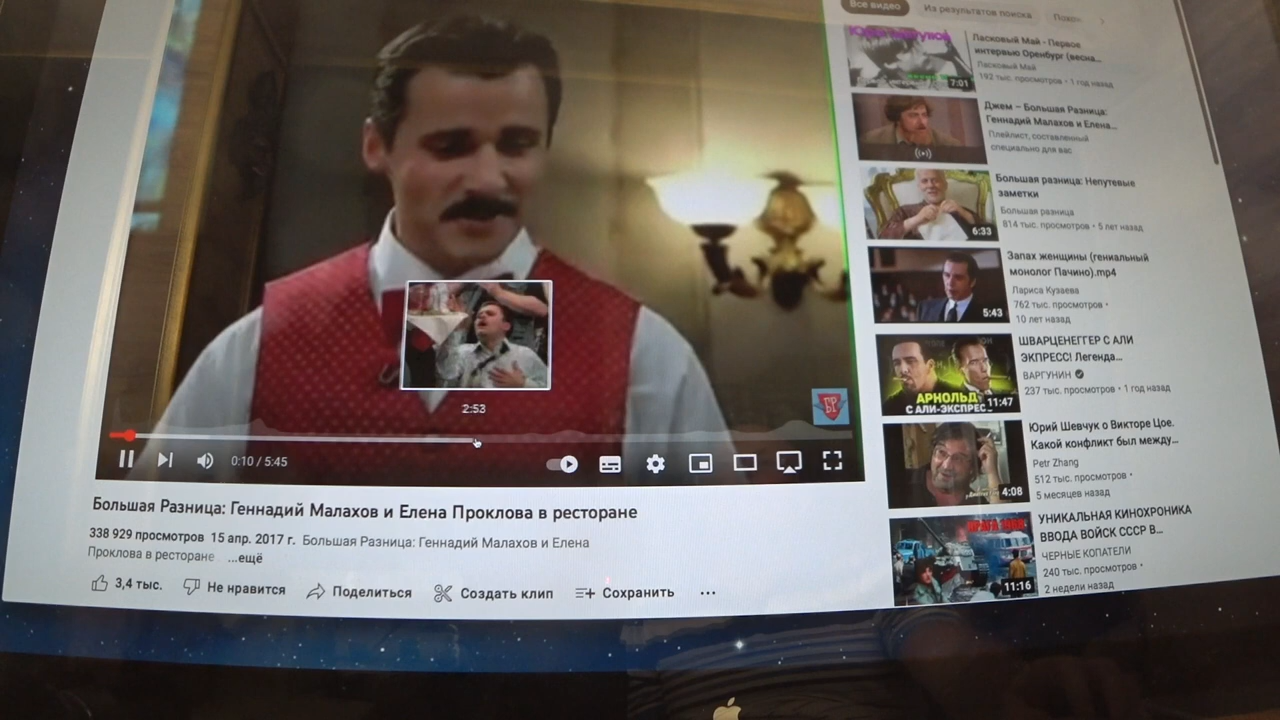 2:53
0:10 / 5:45
БР
Большая Разница: Геннадий Малахов и Елена Проклова в ресторане
338 929 просмотров 15 апр. 2017 г. Большая Разница: Геннадий Малахов и Елена
Проклова в ресторане ...ещё
3,4 тыс. Не нравится Поделиться Создать клип Сохранить
Все видео Из результатов поиска
7:01
Ласковый Май - Первое
интервью Оренбург (весна...
Ласковый Май
192 тыс. просмотров • 1 год назад
Джем – Большая Разница:
Геннадий Малахов и Елена...
Плейлист, составленный
специально для вас
6:33
Большая разница: Непутевые
заметки
Большая разница
814 тыс. просмотров • 5 лет назад
5:43
Запах женщины (гениальный
монолог Пачино).mp4
Лариса Кузаева
762 тыс. просмотров •
10 лет назад
АРНОЛЬД
С АЛИ-ЭКСПРЕС
11:47
ШВАРЦЕНЕГГЕР С АЛИ
ЭКПРЕСС! Легенда...
ВАРГУНИН
237 тыс. просмотров • 1 год назад
4:08
Юрий Шевчук о Викторе Цое.
Какой конфликт был между...
Petr Zhang
512 тыс. просмотров •
5 месяцев назад
ПРАГА 1968
11:16
УНИКАЛЬНАЯ КИНОХРОНИКА
ВВОДА ВОЙСК СССР В...
ЧЕРНЫЕ КОПАТЕЛИ
240 тыс. просмотров •
2 недели назад